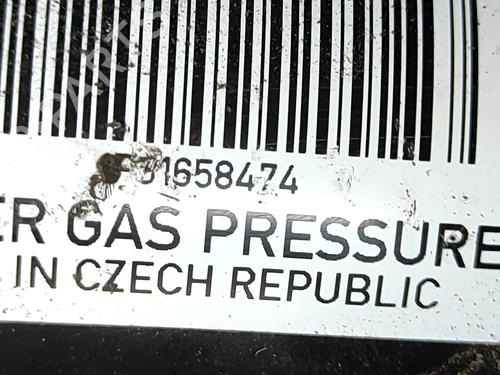 31658474
ER GAS PRESSURE
IN CZECH REPUBLIC